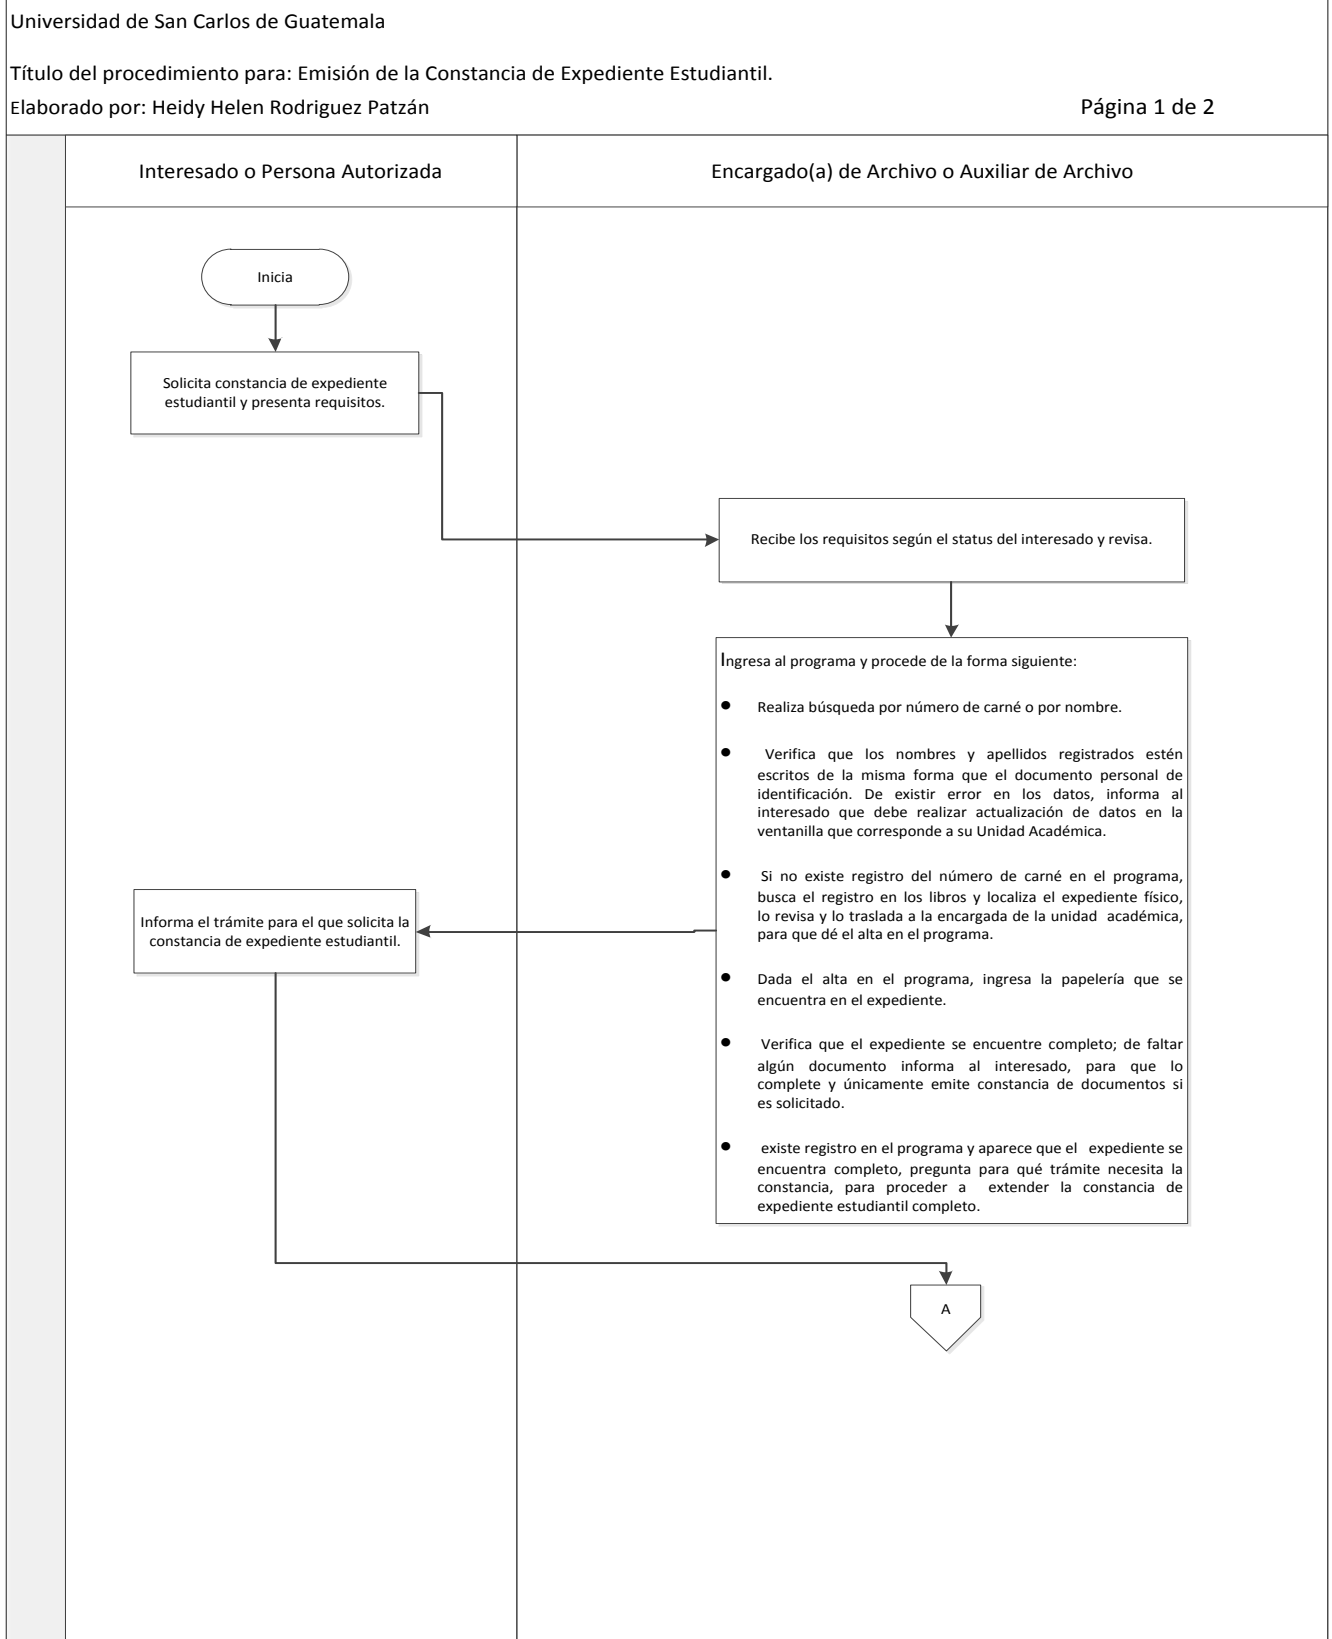 Universidad de San Carlos de Guatemala
Título del procedimiento para: Emisión de la Constancia de Expediente Estudiantil.
Elaborado por: Heidy Helen Rodriguez Patzán
Página 1 de 2
Interesado o Persona Autorizada
Encargado(a) de Archivo o Auxiliar de Archivo
Inicia
Solicita constancia de expediente
estudiantil y presenta requisitos.
Recibe los requisitos según el status del interesado y revisa.
Ingresa al programa y procede de la forma siguiente:
● Realiza búsqueda por número de carné o por nombre.
● Verifica que los nombres y apellidos registrados estén
escritos de la misma forma que el documento personal de
identificación. De existir error en los datos, informa al
interesado que debe realizar actualización de datos en la
ventanilla que corresponde a su Unidad Académica.
● Si no existe registro del número de carné en el programa,
busca el registro en los libros y localiza el expediente físico,
lo revisa y lo traslada a la encargada de la unidad académica,
para que dé el alta en el programa.
● Dada el alta en el programa, ingresa la papelería que se
encuentra en el expediente.
● Verifica que el expediente se encuentre completo; de faltar
algún documento informa al interesado, para que lo
complete y únicamente emite constancia de documentos si
es solicitado.
● existe registro en el programa y aparece que el expediente se
encuentra completo, pregunta para qué trámite necesita la
constancia, para proceder a extender la constancia de
expediente estudiantil completo.
Informa el trámite para el que solicita la
constancia de expediente estudiantil.
A